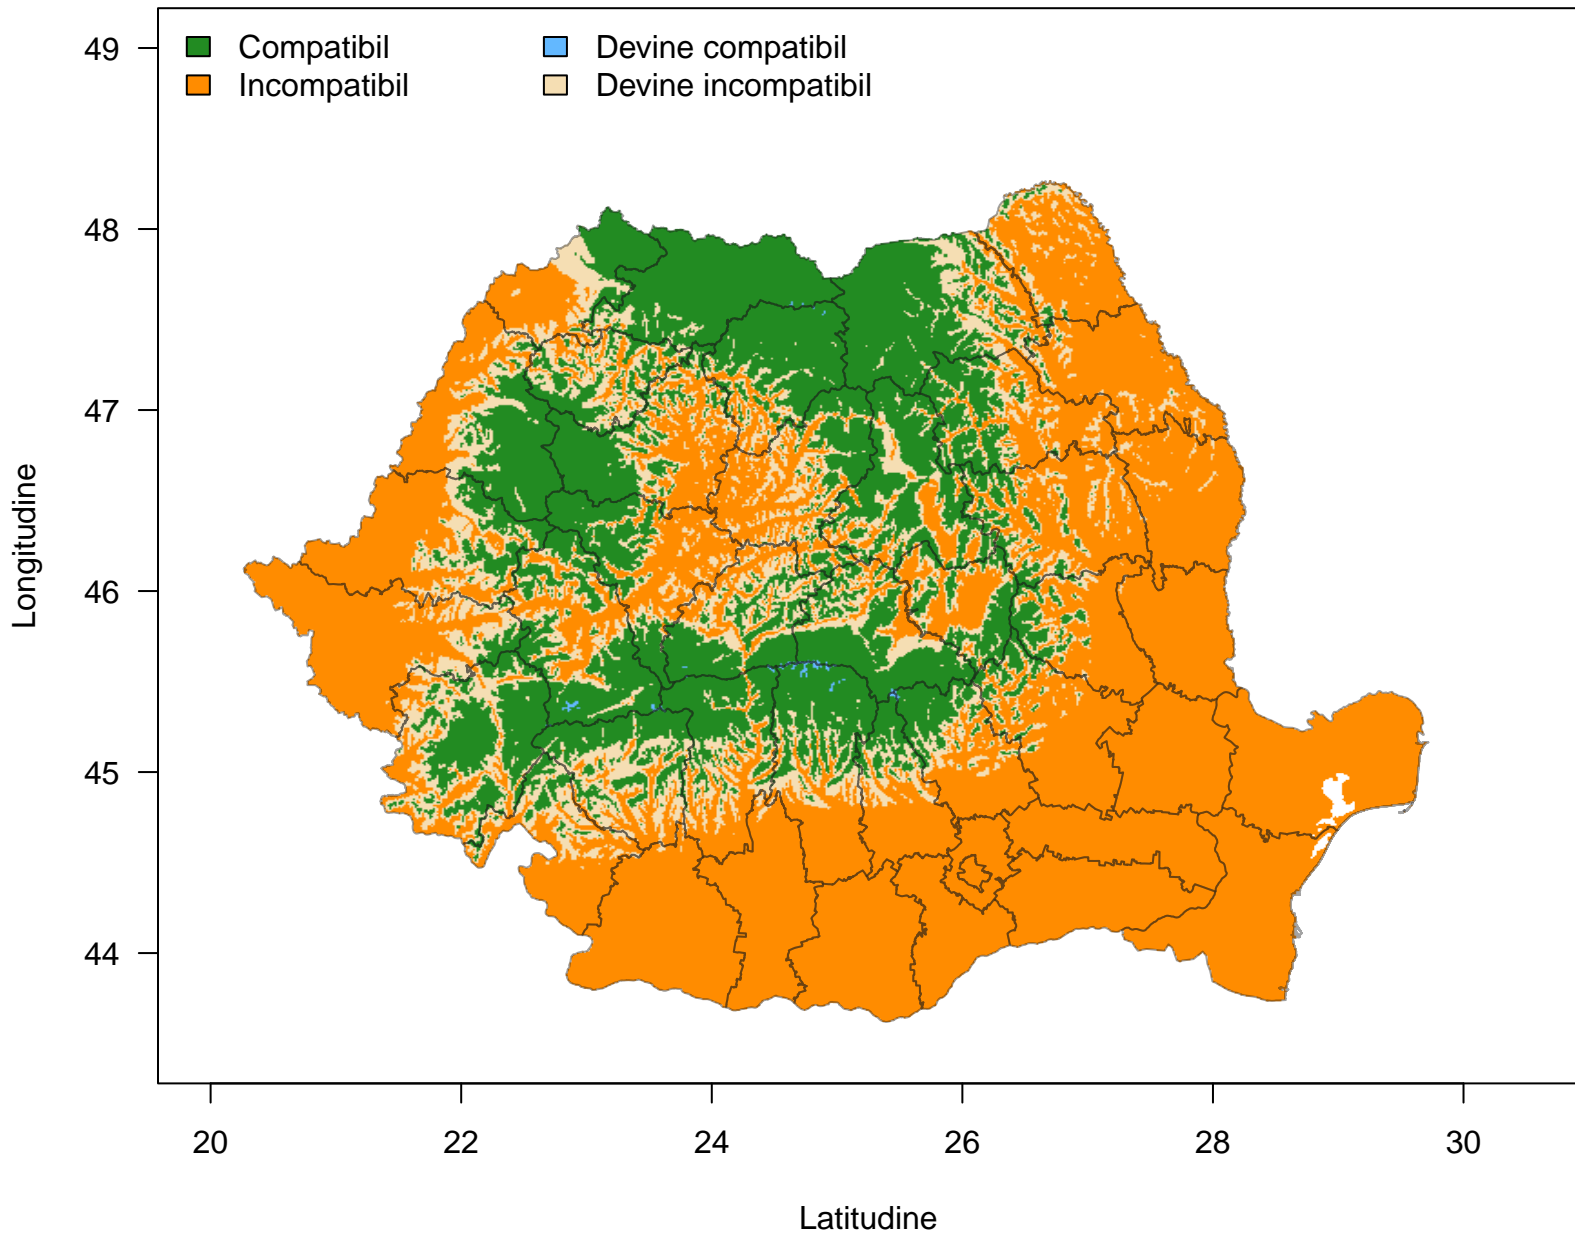 Compatibil
Incompatibil
Devine compatibil
Devine incompatibil
49
48
47
46
45
44
Longitudine
20 22 24 26 28 30
Latitudine